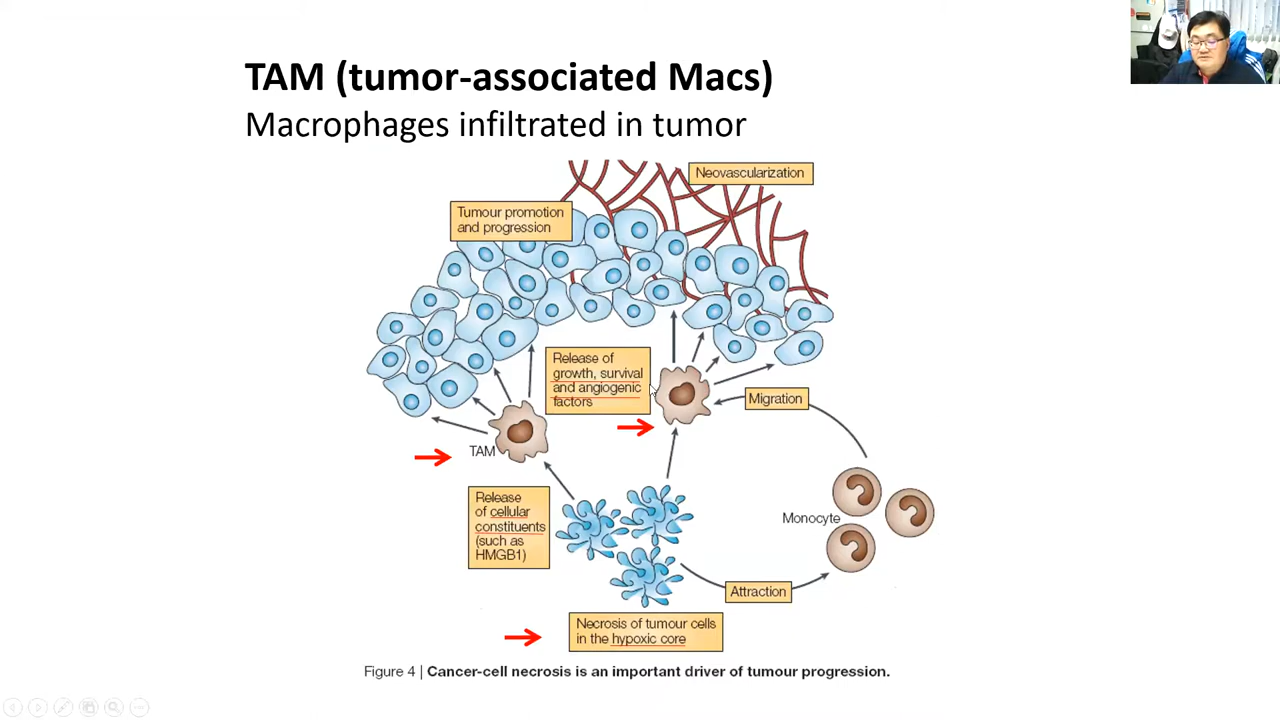 TAM (tumor-associated Macs)
Macrophages infiltrated in tumor
Neovascularization
Tumour promotion
and progression
Release of
growth, survival
and angiogenic
factors
Migration
TAM
Release
of cellular
constituents
(such as
HMGB1)
Monocyte
Attraction
Necrosis of tumour cells
in the hypoxic core
Figure 4 | Cancer-cell necrosis is an important driver of tumour progression.